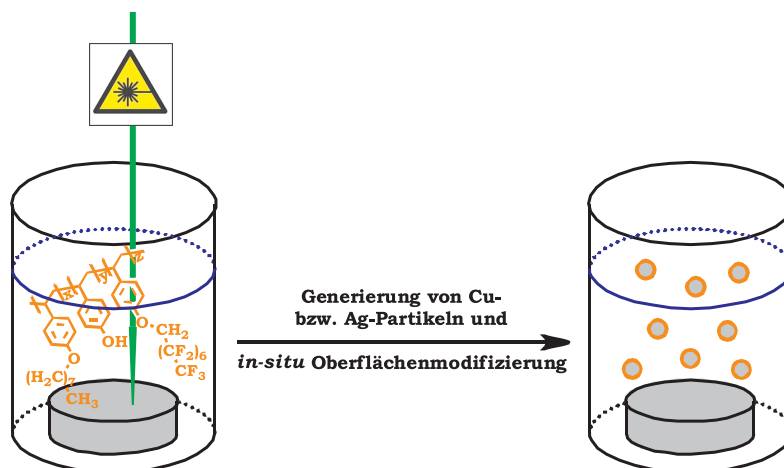 x
y
z
OH
O
O
CH2
(CF2)6
CF3
(H2C)7
CH3
Generierung von Cu-
bzw. Ag-Partikeln und
in-situ Oberflächenmodifizierung